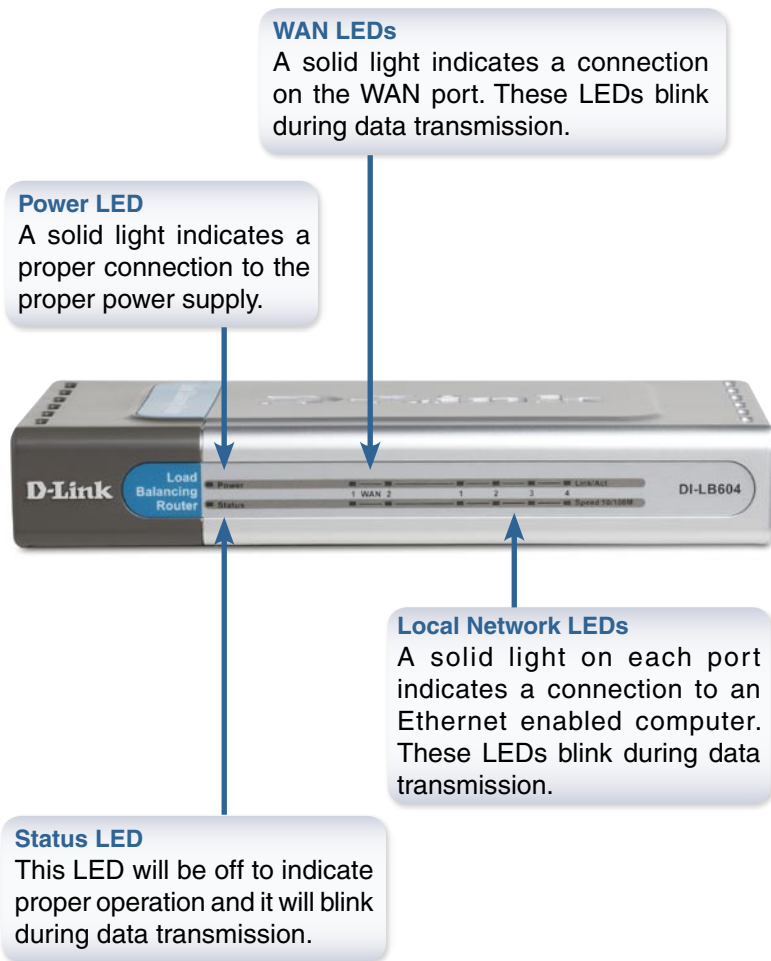 WAN LEDs
A solid light indicates a connection
on the WAN port. These LEDs blink
during data transmission.
Power LED
A solid light indicates a
proper connection to the
proper power supply.
D-Link
Load
Balancing
Router
Power
Status
1 WAN 2
1 2 3 4
Link/Act
Speed 10/100M
DI-LB604
Local Network LEDs
A solid light on each port
indicates a connection to an
Ethernet enabled computer.
These LEDs blink during data
transmission.
Status LED
This LED will be off to indicate
proper operation and it will blink
during data transmission.